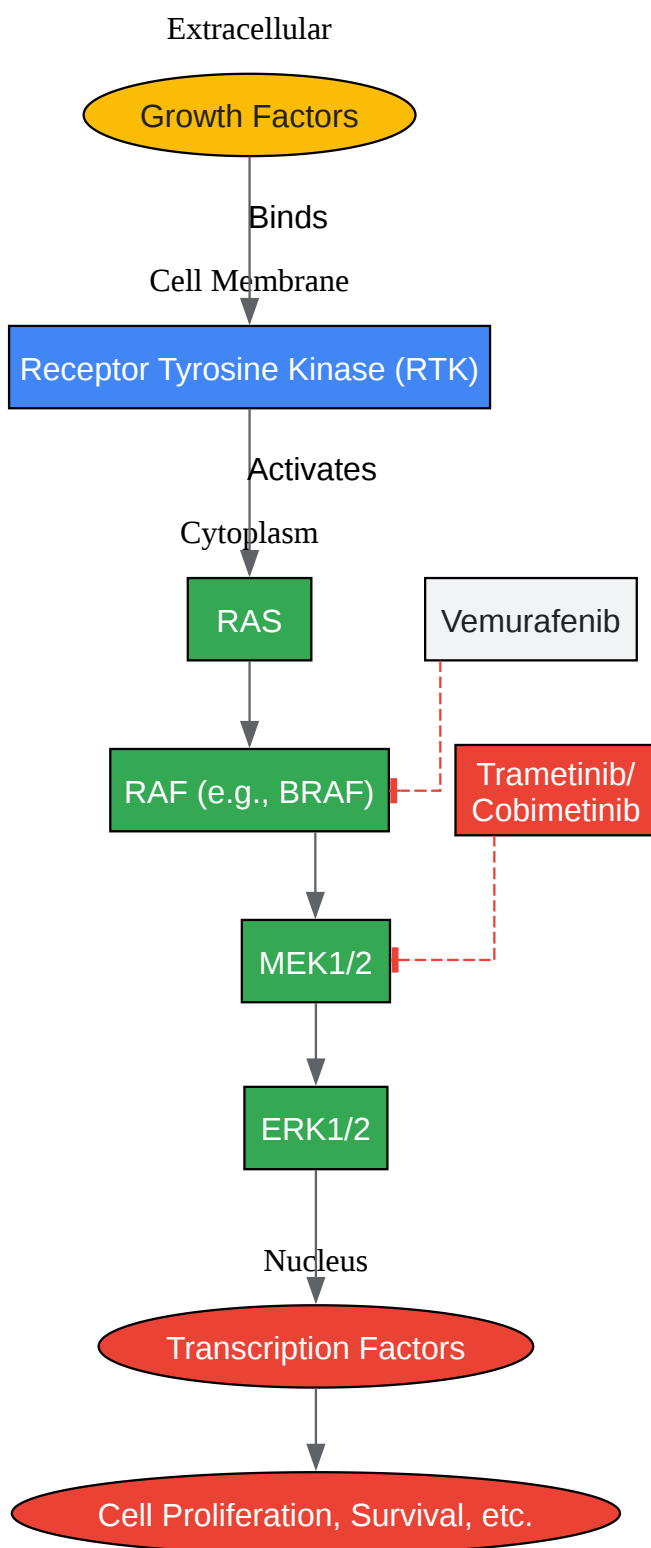 Extracellular
Growth Factors
Binds
Cell Membrane
Receptor Tyrosine Kinase (RTK)
Activates
Cytoplasm
RAS
Vemurafenib
RAF (e.g., BRAF)
Trametinib/
Cobimetinib
MEK1/2
ERK1/2
Nucleus
Transcription Factors
Cell Proliferation, Survival, etc.